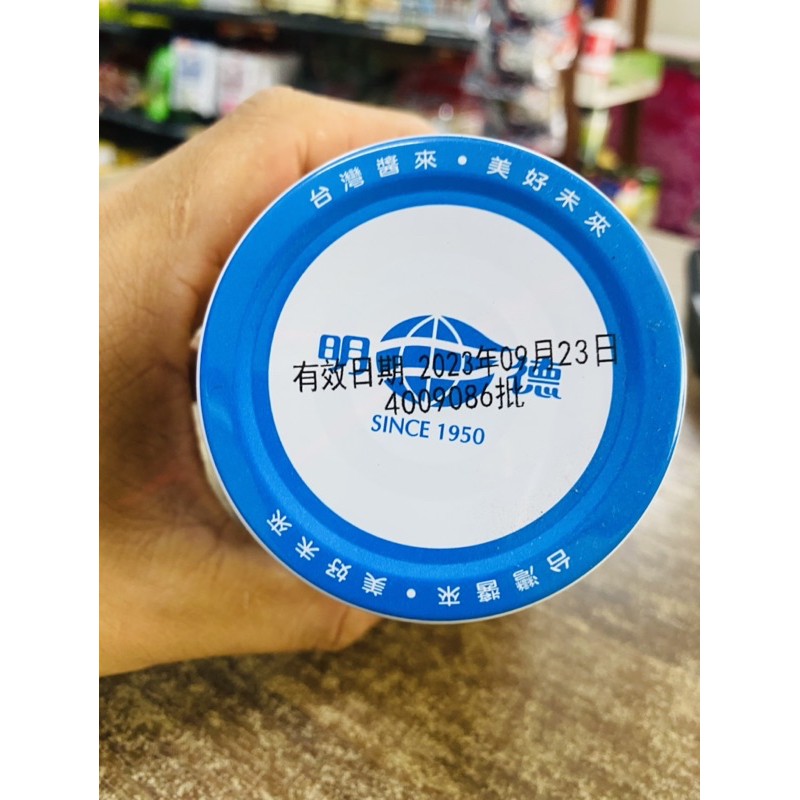 台灣醬來・美好未來
明德
有效日期 2023年09月23日
4009086批
SINCE 1950
台灣醬來・美好未來